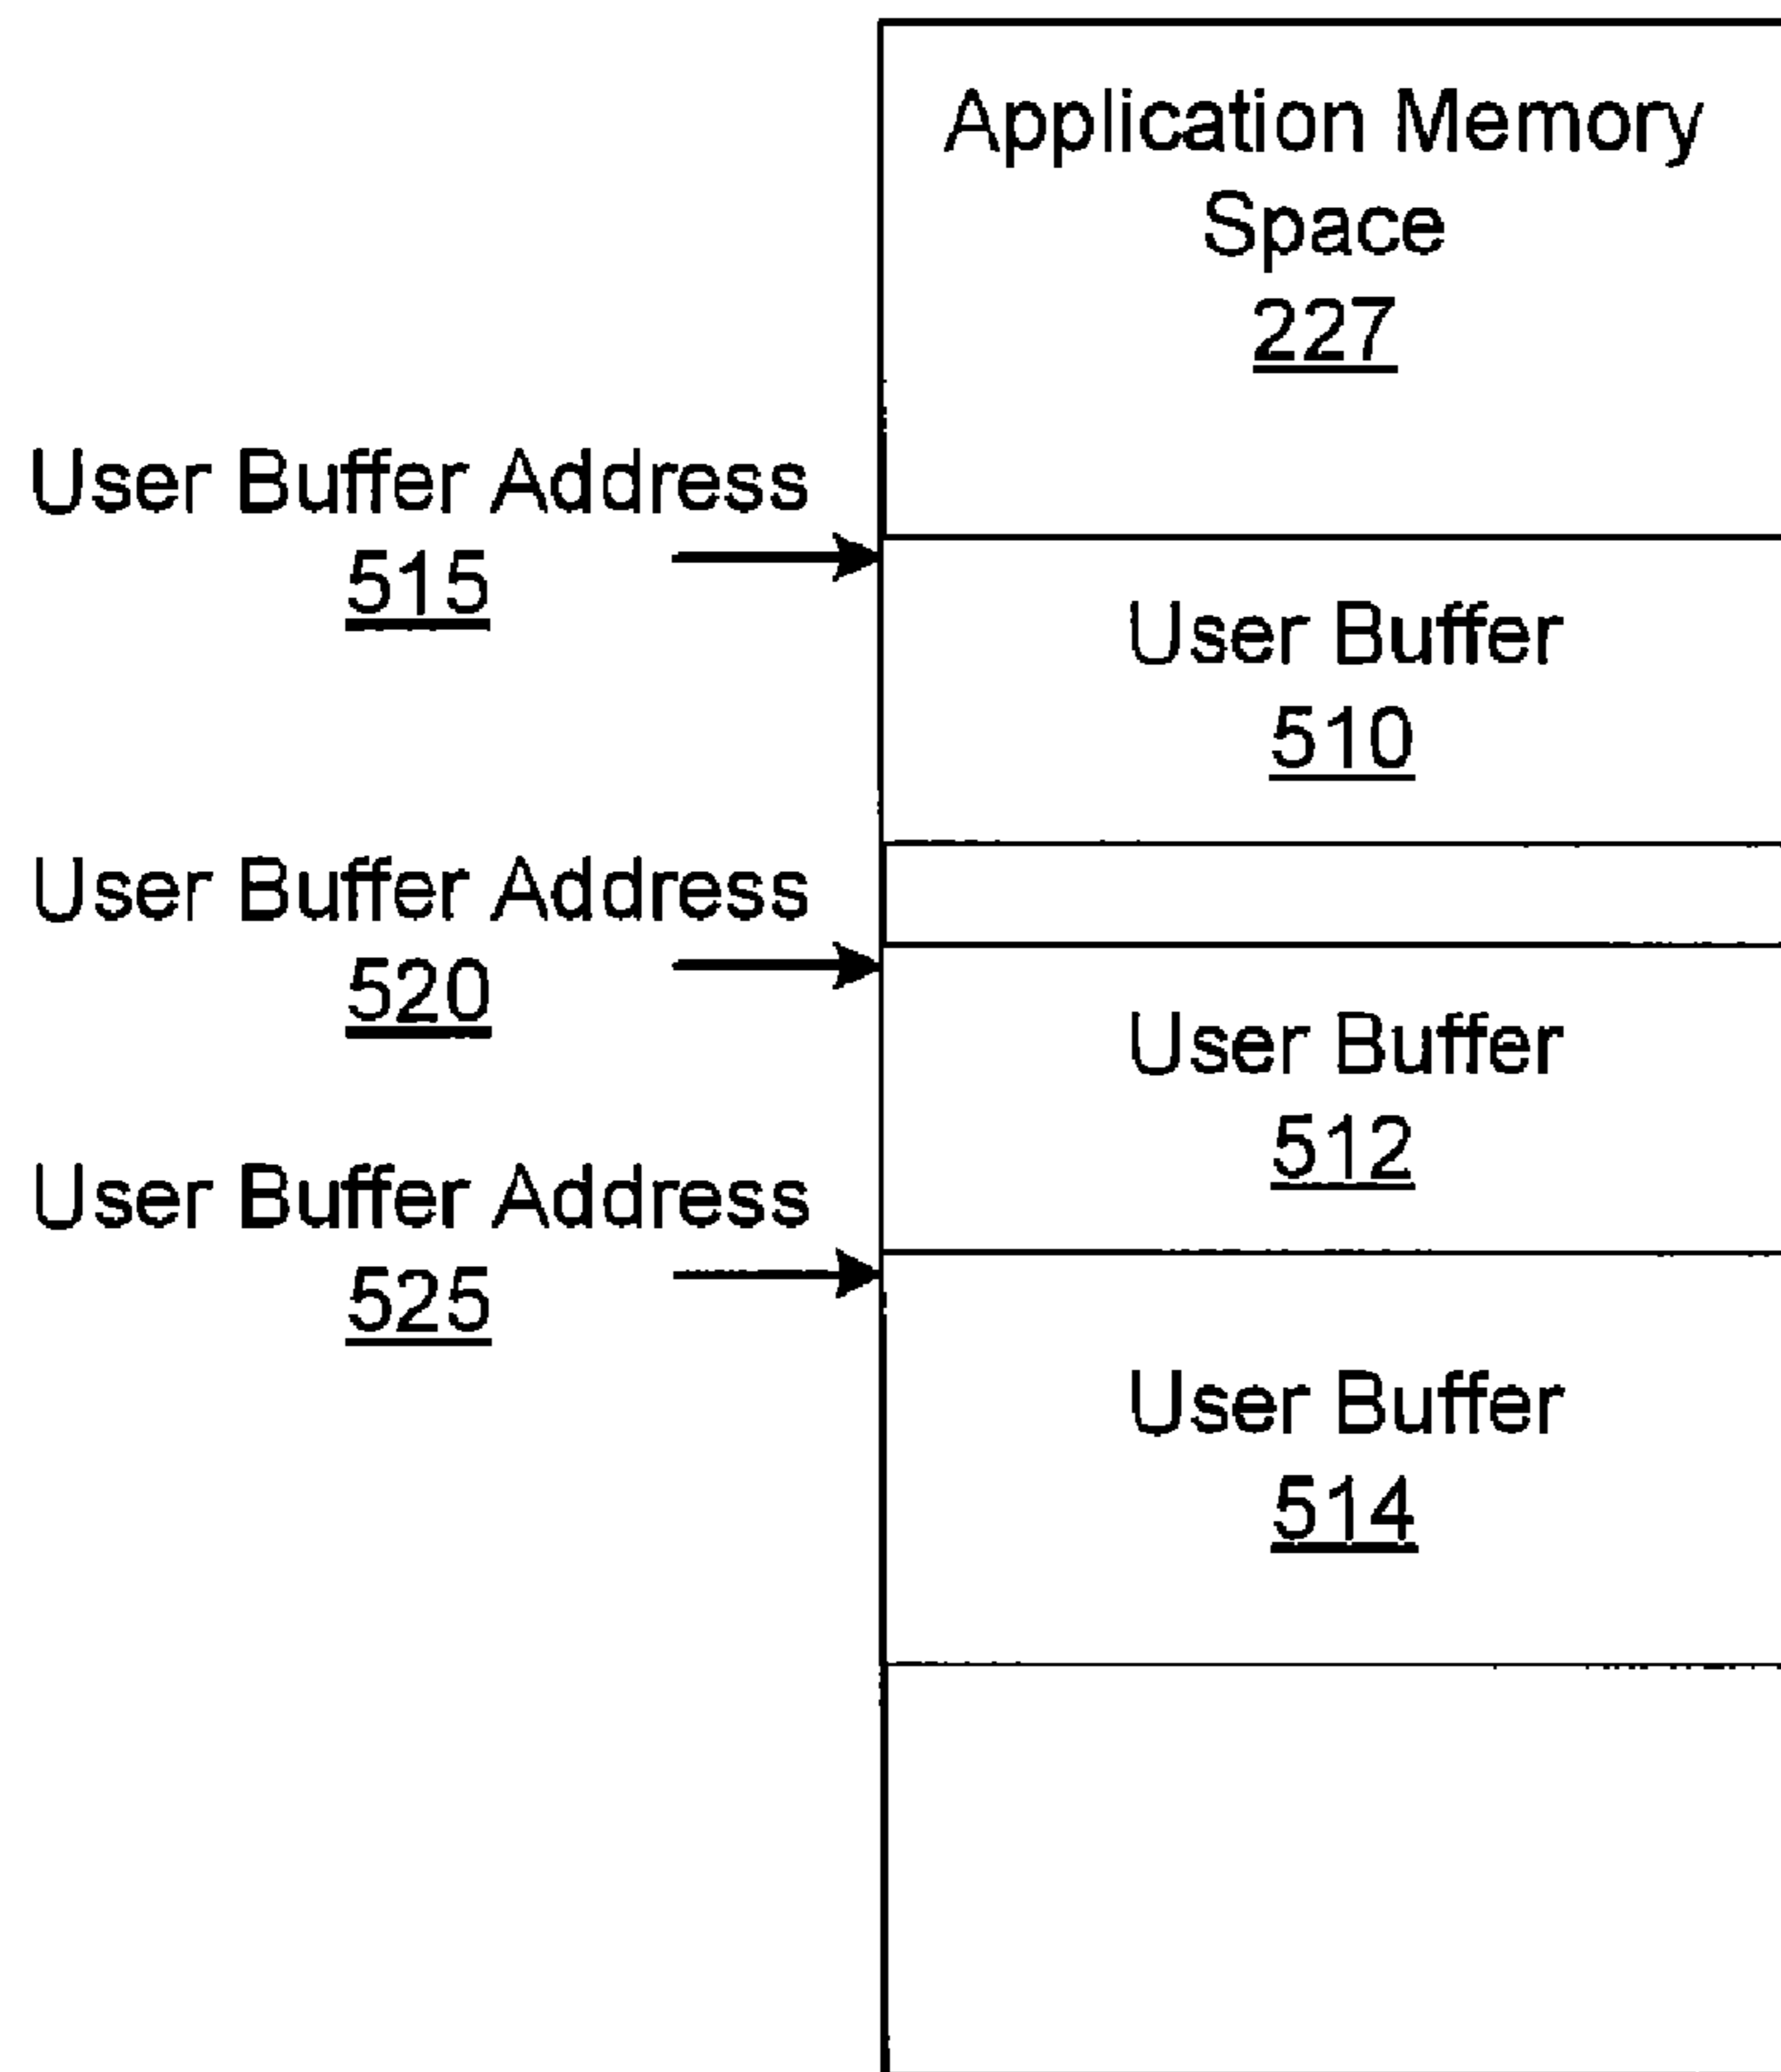 Application Memory
Space
227
User Buffer Address
515
User Buffer
510
User Buffer Address
520
User Buffer
512
User Buffer Address
525
User Buffer
514